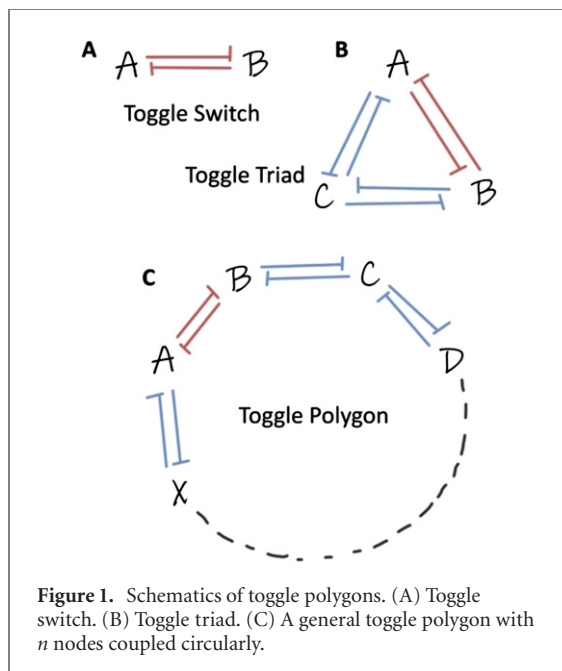 A
A B
Toggle Switch
B
A
Toggle Triad
C
B
C
B C
A
D
Toggle Polygon
X
Figure 1. Schematics of toggle polygons. (A) Toggle
switch. (B) Toggle triad. (C) A general toggle polygon with
n nodes coupled circularly.